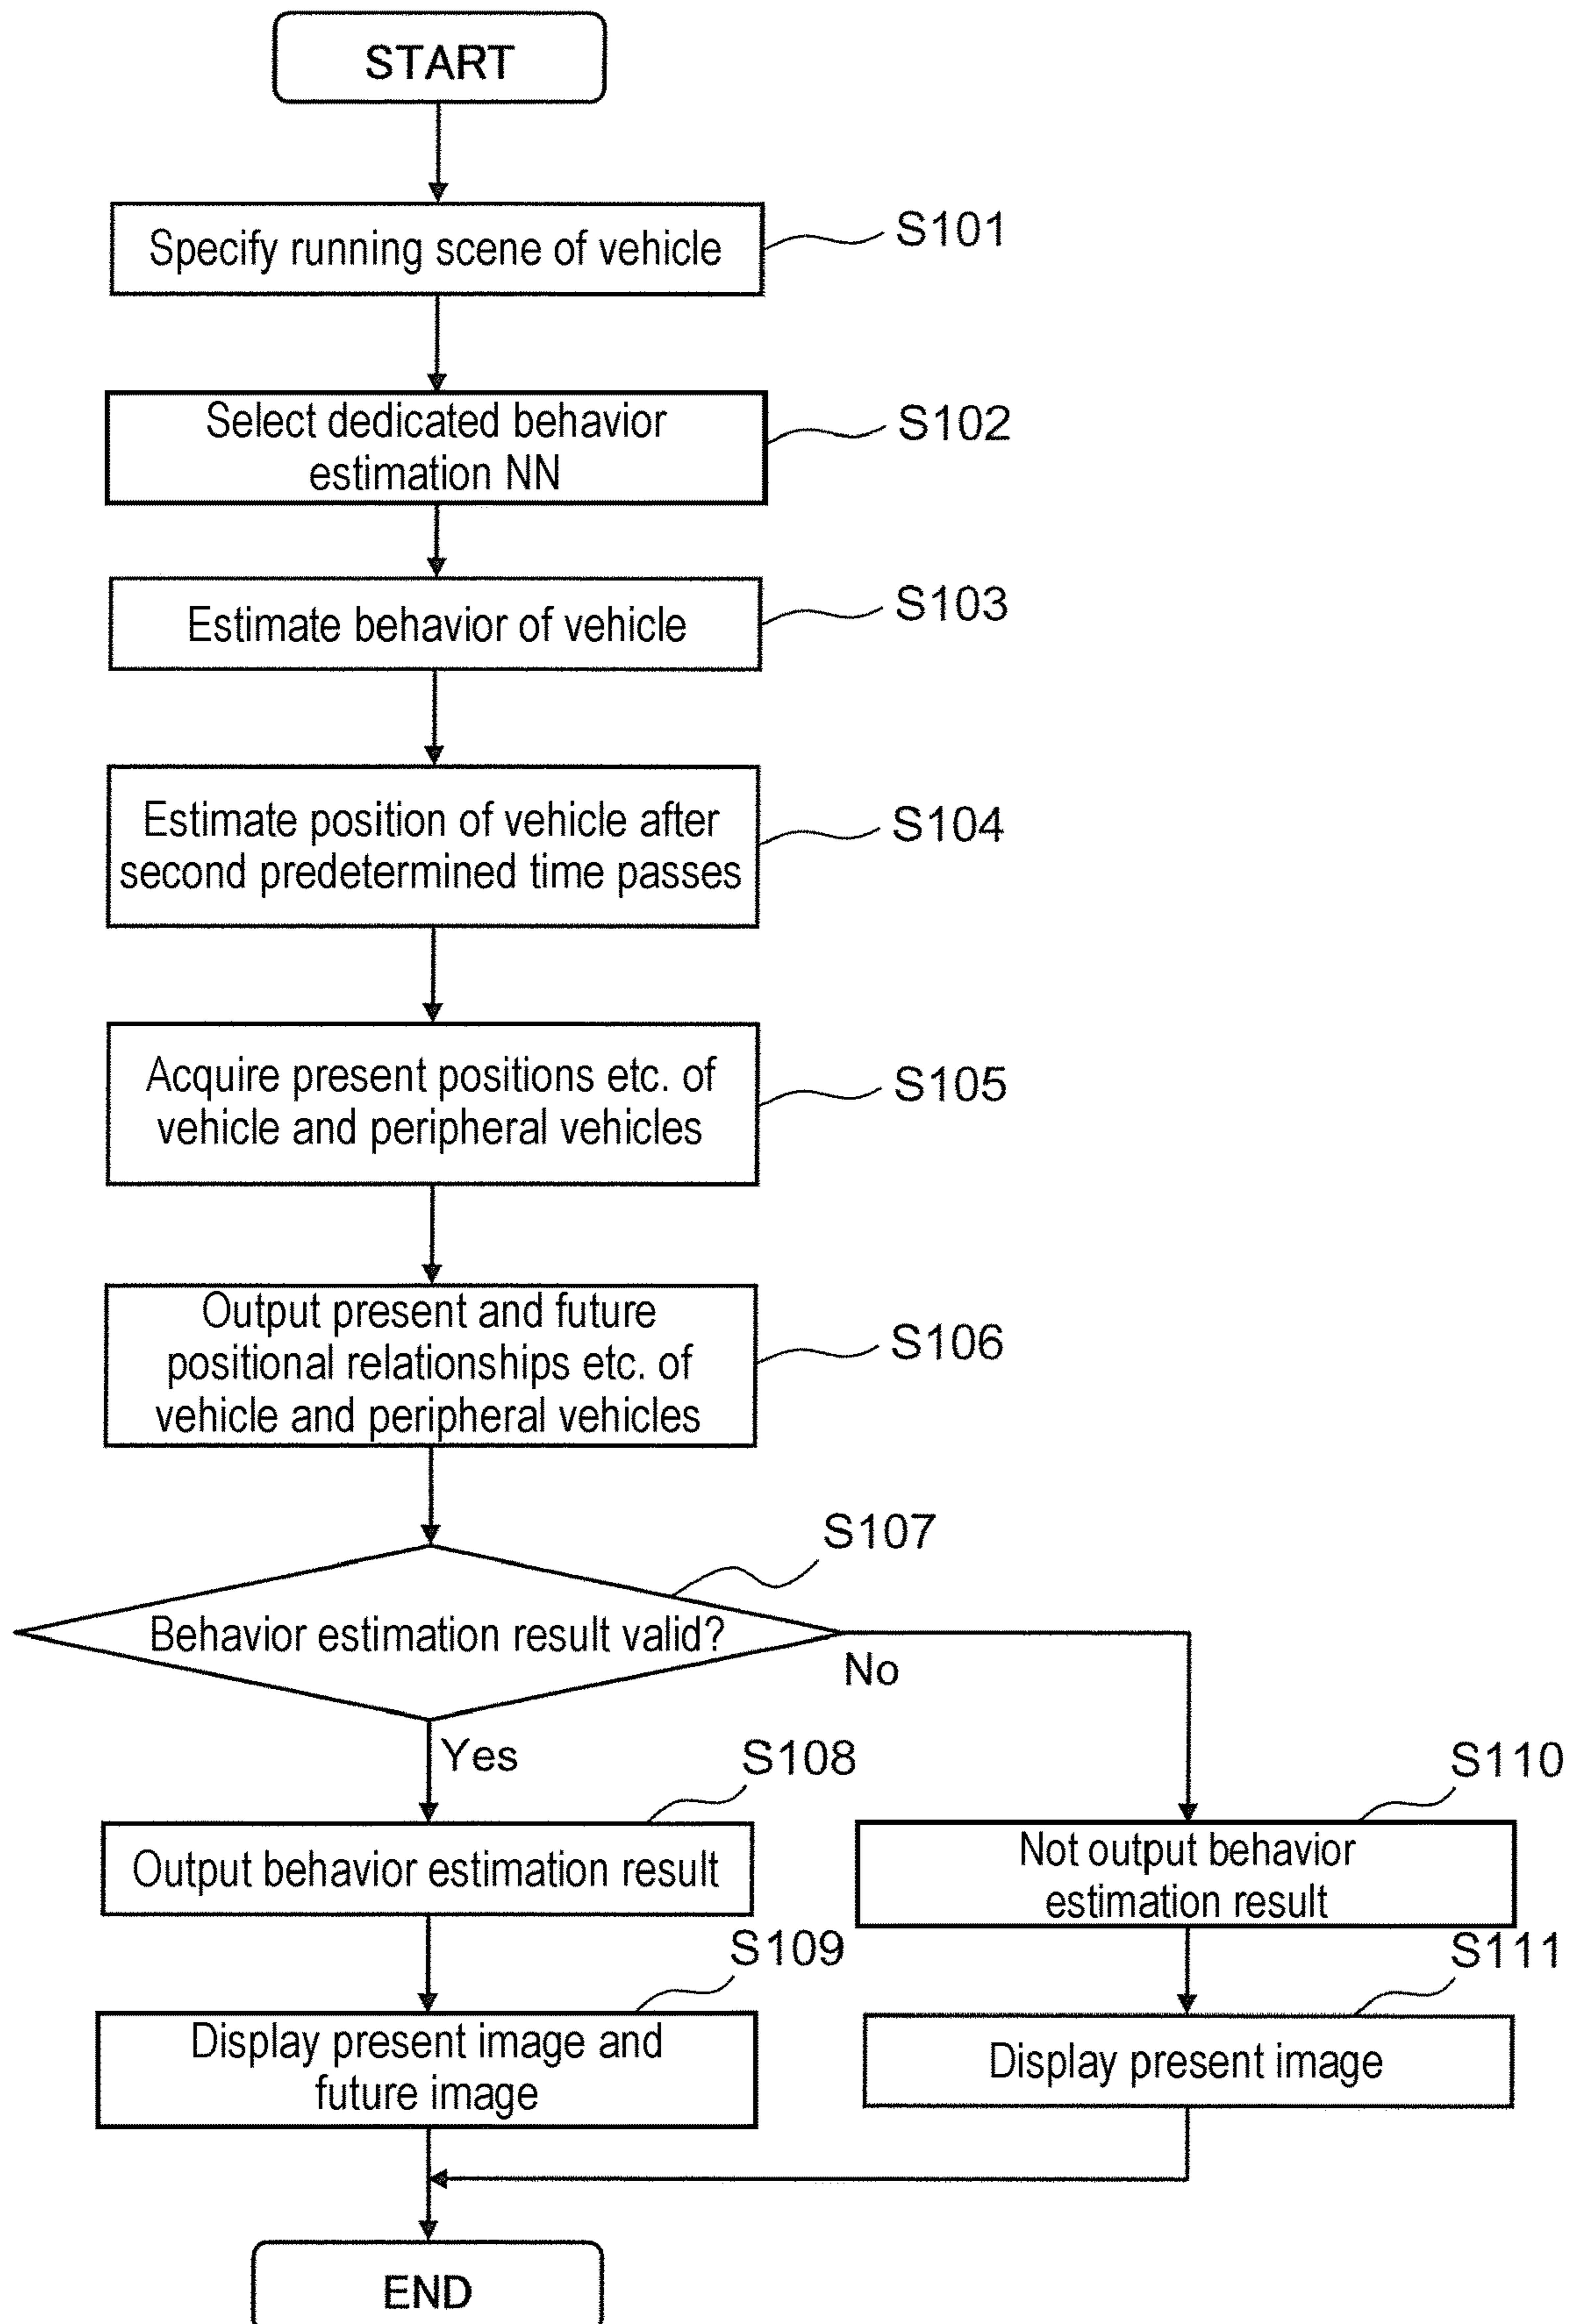 START
Specify running scene of vehicle
S101
Select dedicated behavior
estimation NN
S102
Estimate behavior of vehicle
S103
Estimate position of vehicle after
second predetermined time passes
S104
Acquire present positions etc. of
vehicle and peripheral vehicles
S105
Output present and future
positional relationships etc. of
vehicle and peripheral vehicles
S106
S107
Behavior estimation result valid?
No
Yes
S108
Output behavior estimation result
S110
Not output behavior
estimation result
S109
Display present image and
future image
S111
Display present image
END